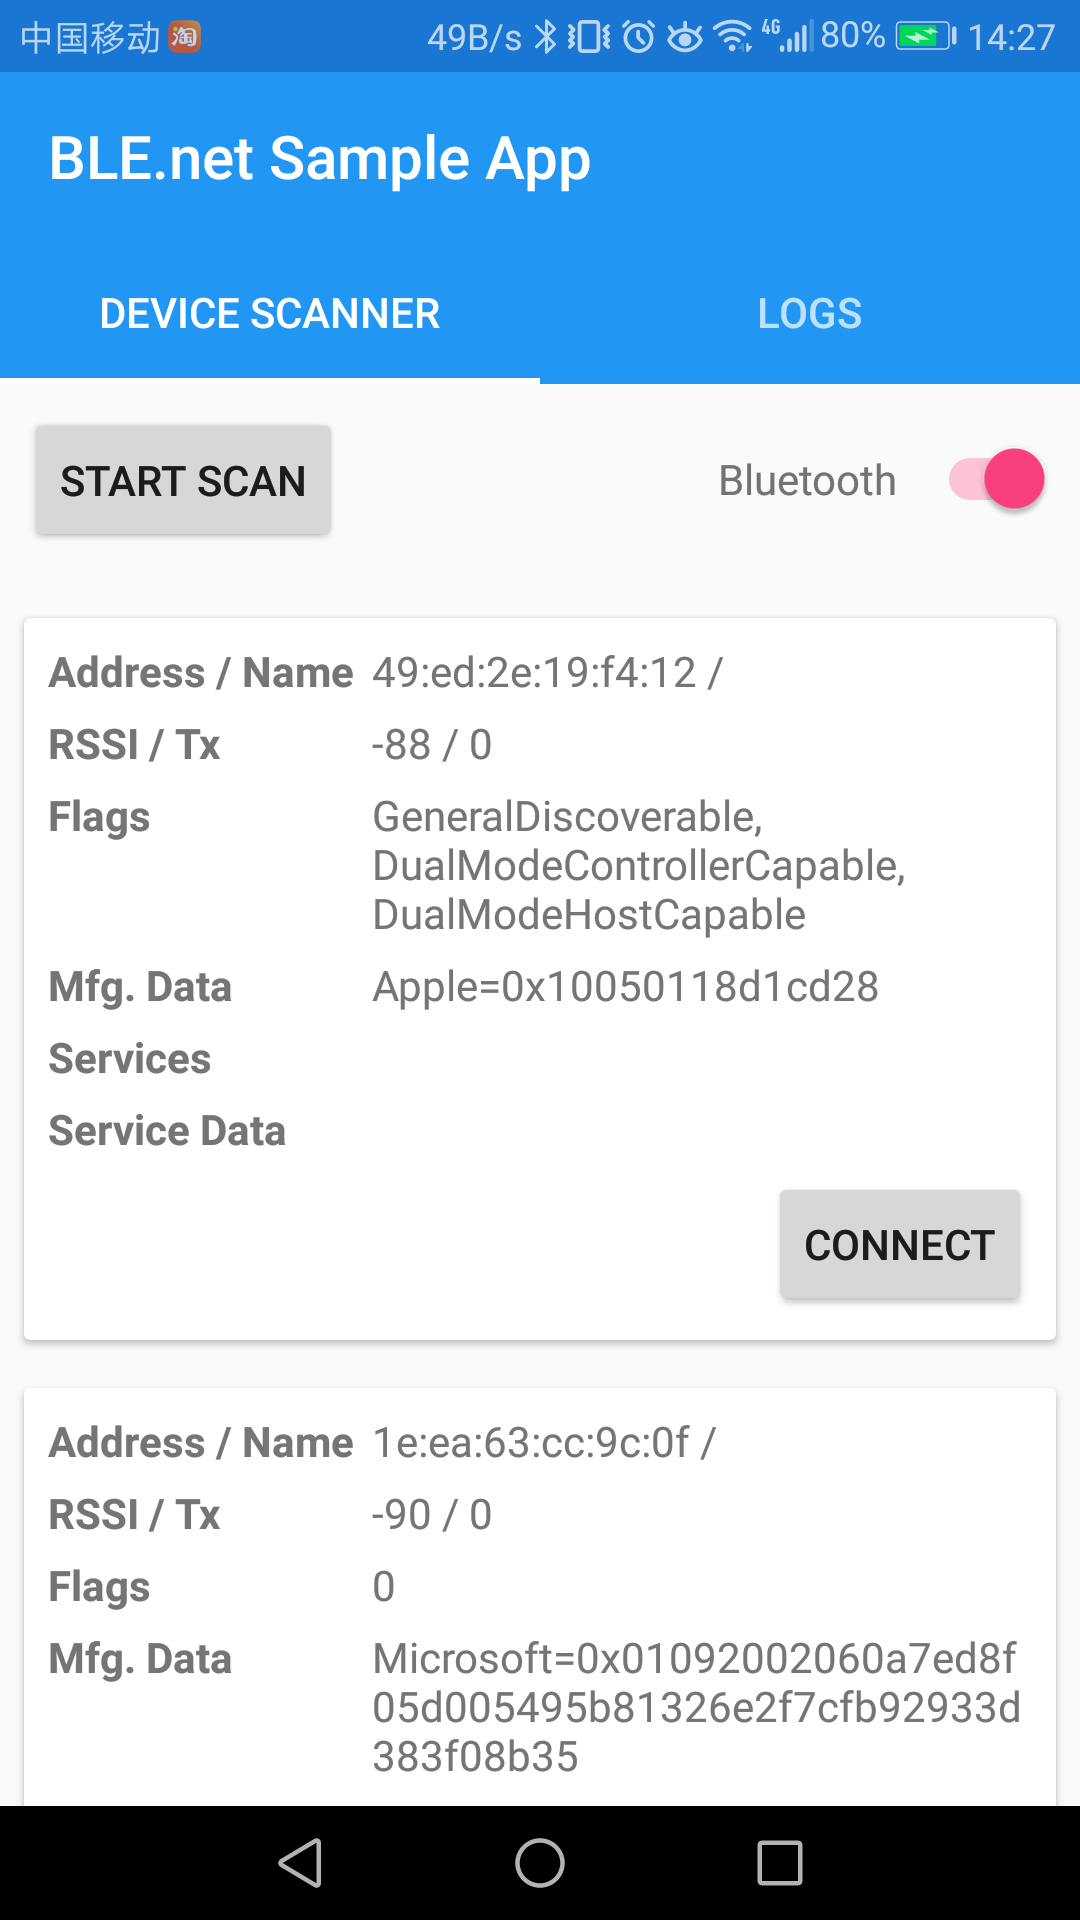 中国移动 淘 49B/s 4G 80% 14:27
BLE.net Sample App
DEVICE SCANNER LOGS
START SCAN Bluetooth
Address / Name 49:ed:2e:19:f4:12 /
RSSI / Tx -88 / 0
Flags GeneralDiscoverable,
DualModeControllerCapable,
DualModeHostCapable
Mfg. Data Apple=0x10050118d1cd28
Services
Service Data
CONNECT
Address / Name 1e:ea:63:cc:9c:0f /
RSSI / Tx -90 / 0
Flags 0
Mfg. Data Microsoft=0x01092002060a7ed8f
05d005495b81326e2f7cfb92933d
383f08b35